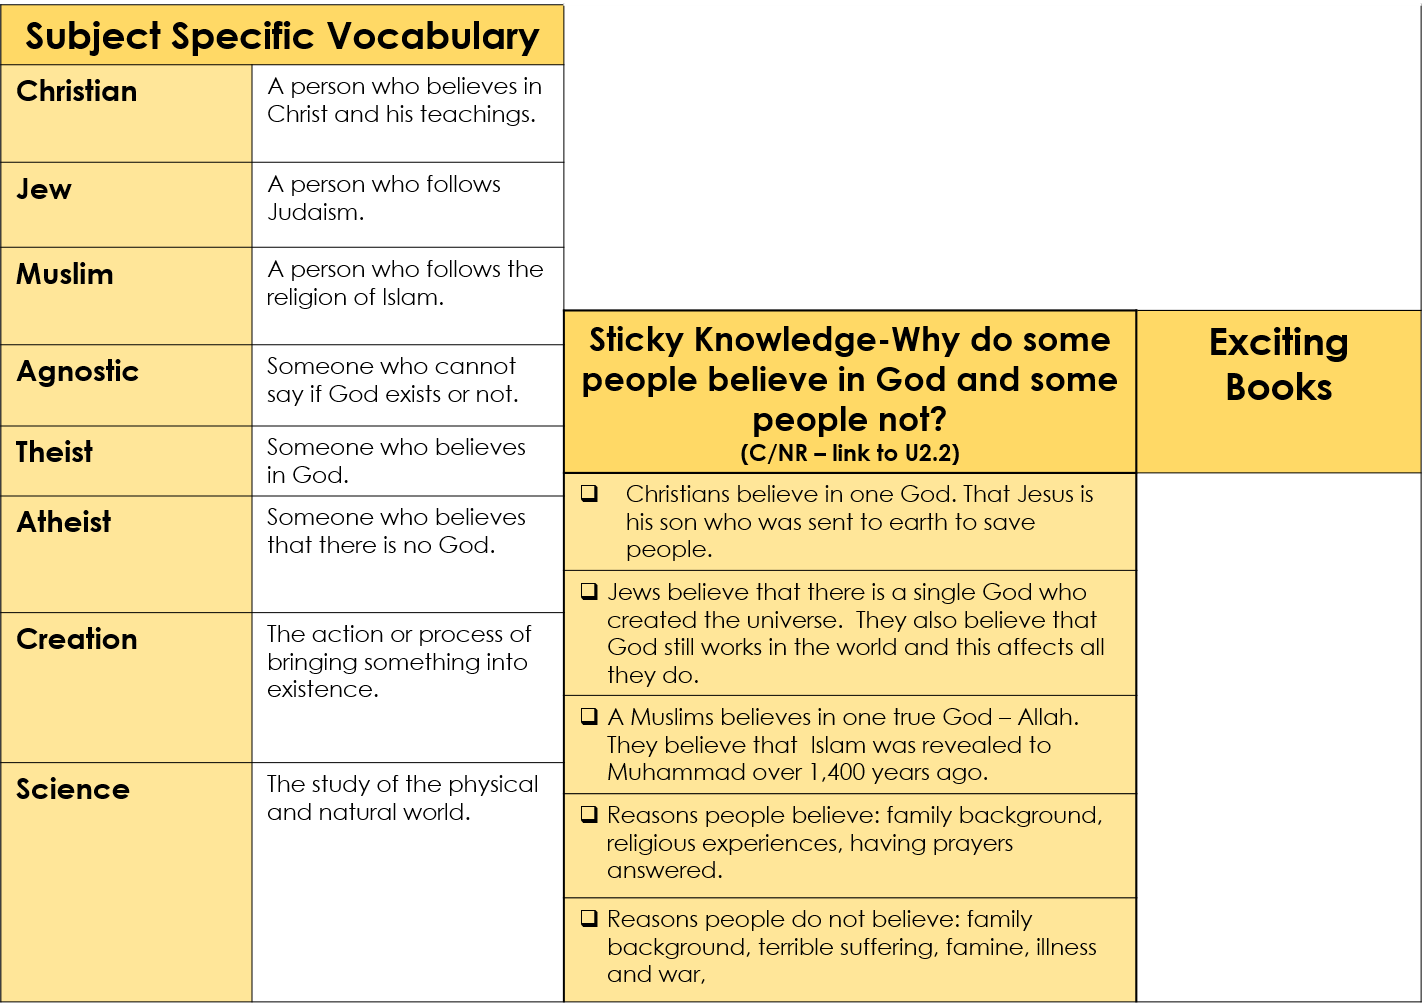 Subject Specific Vocabulary
Christian
A person who believes in
Christ and his teachings.
Jew
A person who follows
Judaism.
Muslim
A person who follows the
religion of Islam.
Agnostic
Someone who cannot
say if God exists or not.
Theist
Someone who believes
in God.
Atheist
Someone who believes
that there is no God.
Creation
The action or process of
bringing something into
existence.
Science
The study of the physical
and natural world.
Sticky Knowledge-Why do some
people believe in God and some
people not?
(C/NR – link to U2.2)
❑ Christians believe in one God. That Jesus is
his son who was sent to earth to save
people.
❑ Jews believe that there is a single God who
created the universe.  They also believe that
God still works in the world and this affects all
they do.
❑ A Muslims believes in one true God – Allah.
They believe that  Islam was revealed to
Muhammad over 1,400 years ago.
❑ Reasons people believe: family background,
religious experiences, having prayers
answered.
❑ Reasons people do not believe: family
background, terrible suffering, famine, illness
and war,
Exciting
Books